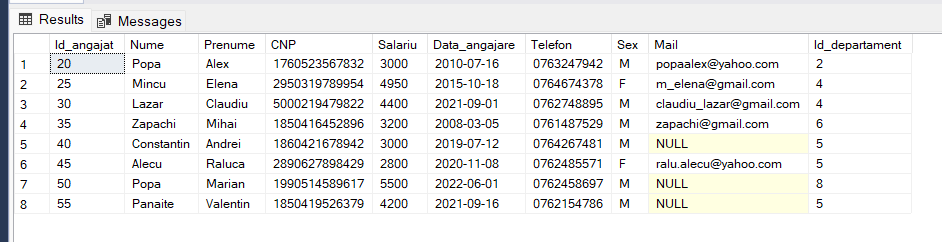 Results Messages
Id_angajat Nume Prenume CNP Salariu Data_angajare Telefon Sex Mail Id_departament
1 20 Popa Alex 1760523567832 3000 2010-07-16 0763247942 M popaalex@yahoo.com 2
2 25 Mincu Elena 2950319789954 4950 2015-10-18 0764674378 F m_elena@gmail.com 4
3 30 Lazar Claudiu 5000219479822 4400 2021-09-01 0762748895 M claudiu_lazar@gmail.com 4
4 35 Zapachi Mihai 1850416452896 3200 2008-03-05 0761487529 M zapachi@gmail.com 6
5 40 Constantin Andrei 1860421678942 3000 2019-07-12 0764267481 M NULL 5
6 45 Alecu Raluca 2890627898429 2800 2020-11-08 0762485571 F ralu.alecu@yahoo.com 5
7 50 Popa Marian 1990514589617 5500 2022-06-01 0762458697 M NULL 8
8 55 Panaite Valentin 1850419526379 4200 2021-09-16 0762154786 M NULL 5